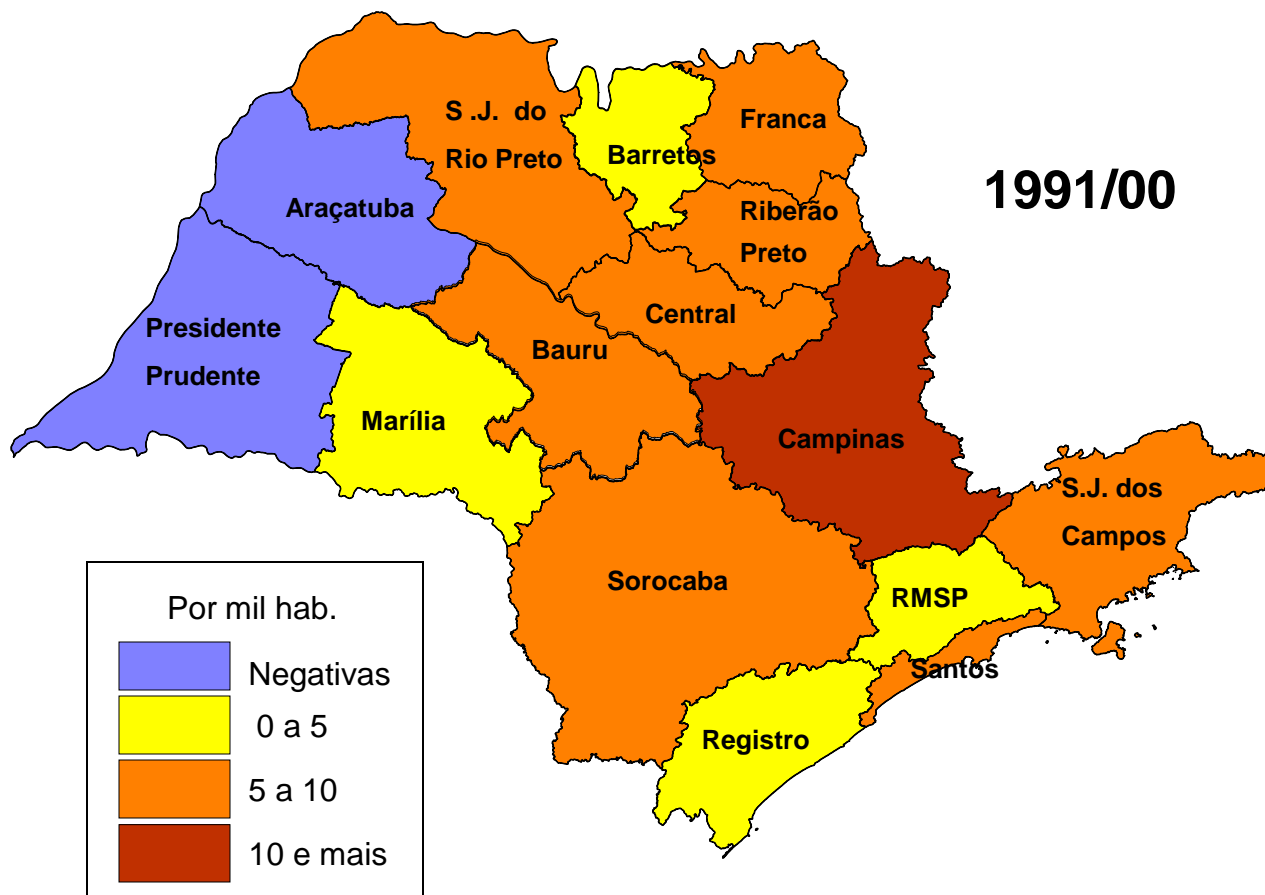 S .J. do
Rio Preto
Barretos
Franca
1991/00
Araçatuba
Riberão
Preto
Presidente
Prudente
Central
Bauru
Marília
Campinas
S.J. dos
Campos
Sorocaba
RMSP
Santos
Registro
Por mil hab.
Negativas
0 a 5
5 a 10
10 e mais